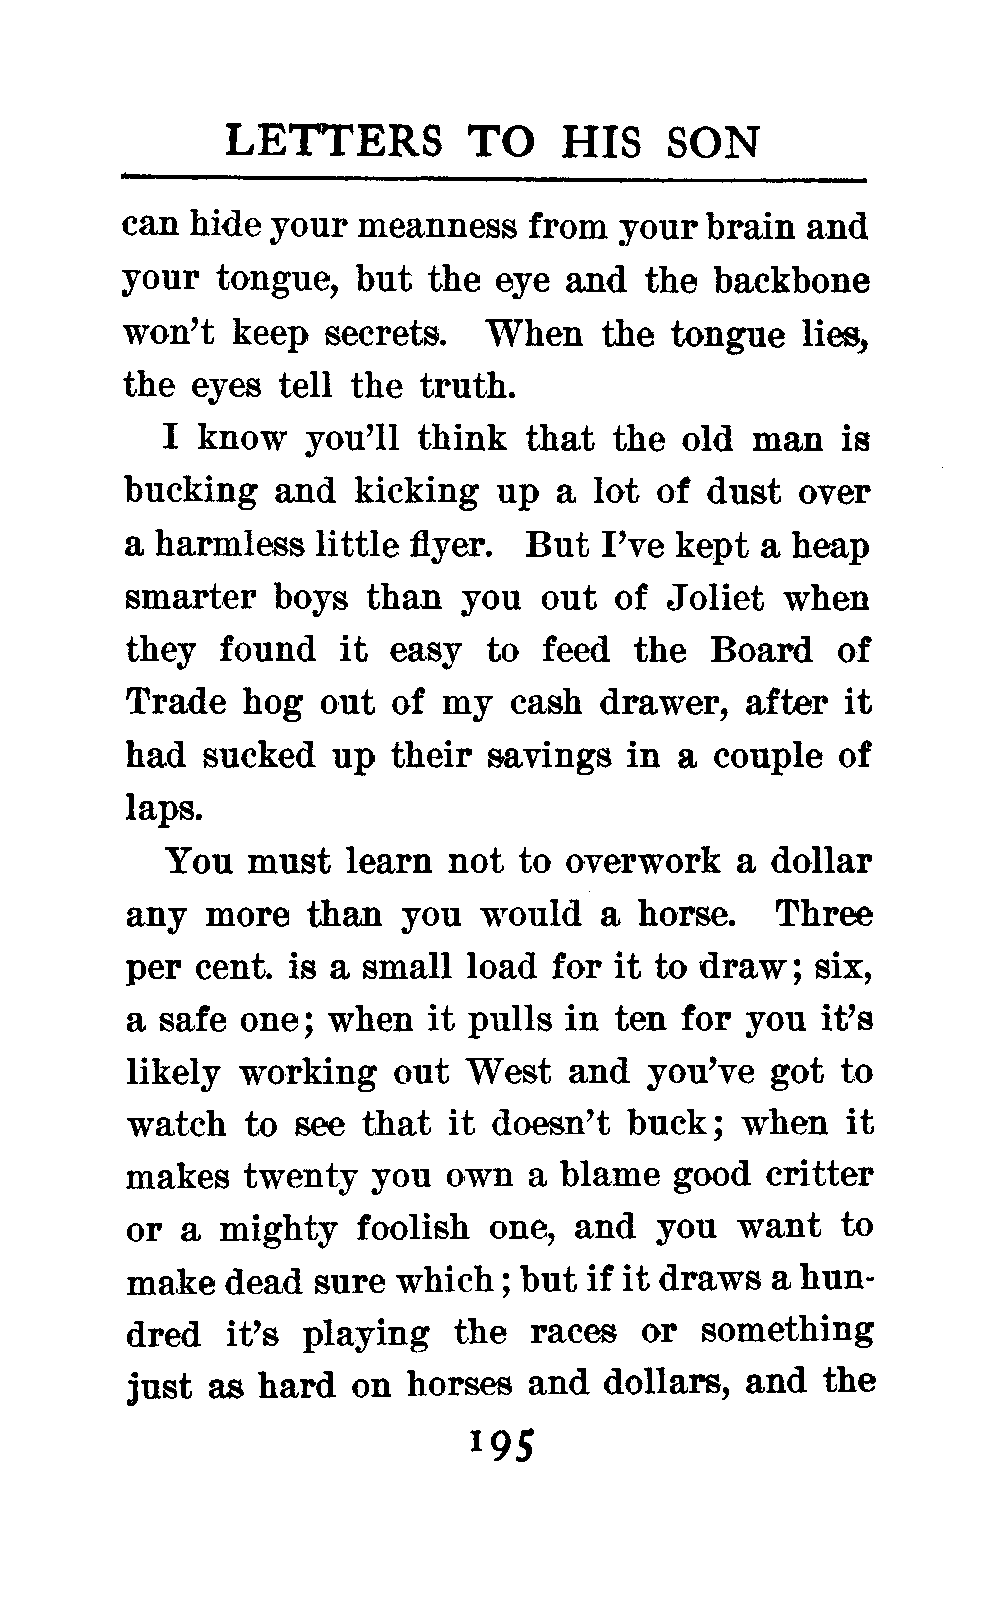 LETTERS TO HIS SON
can hide your meanness from your brain and
your tongue, but the eye and the backbone
won't keep secrets. When the tongue lies,
the eyes tell the truth.
I know you'll think that the old man is
bucking and kicking up a lot of dust over
a harmless little flyer. But I've kept a heap
smarter boys than you out of Joliet when
they found it easy to feed the Board of
Trade hog out of my cash drawer, after it
had sucked up their savings in a couple of
laps.
You must learn not to overwork a dollar
any more than you would a horse. Three
per cent. is a small load for it to draw; six,
a safe one; when it pulls in ten for you it's
likely working out West and you've got to
watch to see that it doesn't buck; when it
makes twenty you own a blame good critter
or a mighty foolish one, and you want to
make dead sure which; but if it draws a hun-
dred it's playing the races or something
just as hard on horses and dollars, and the
195